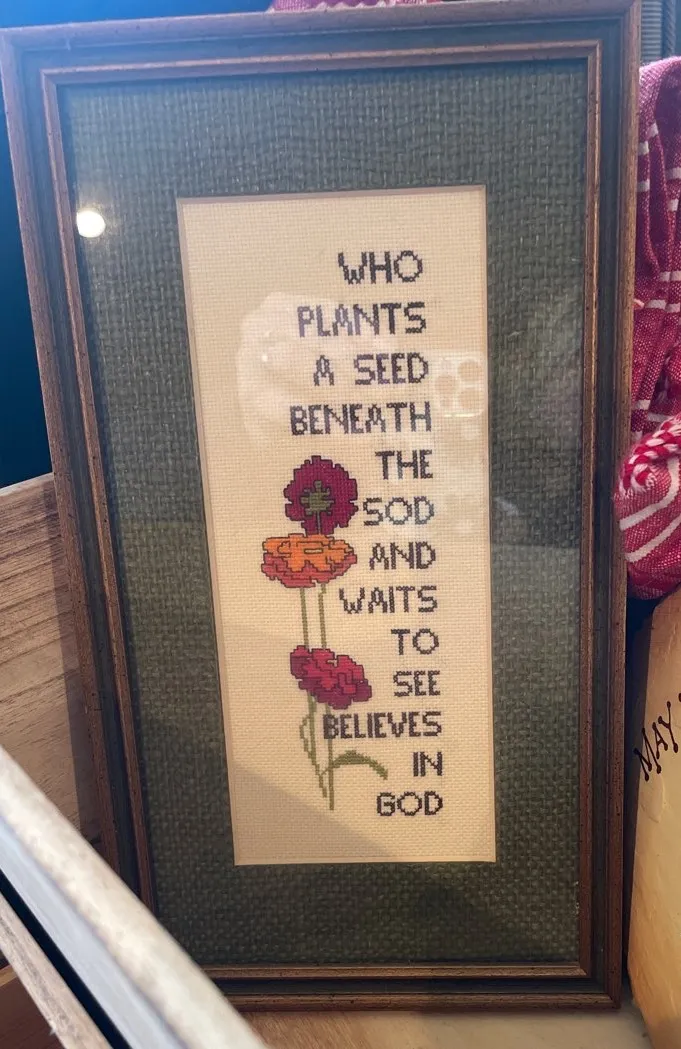 WHO
PLANTS
A SEED
BENEATH
THE
SOD
AND
WAITS
TO
SEE
BELIEVES
IN
GOD
MAY